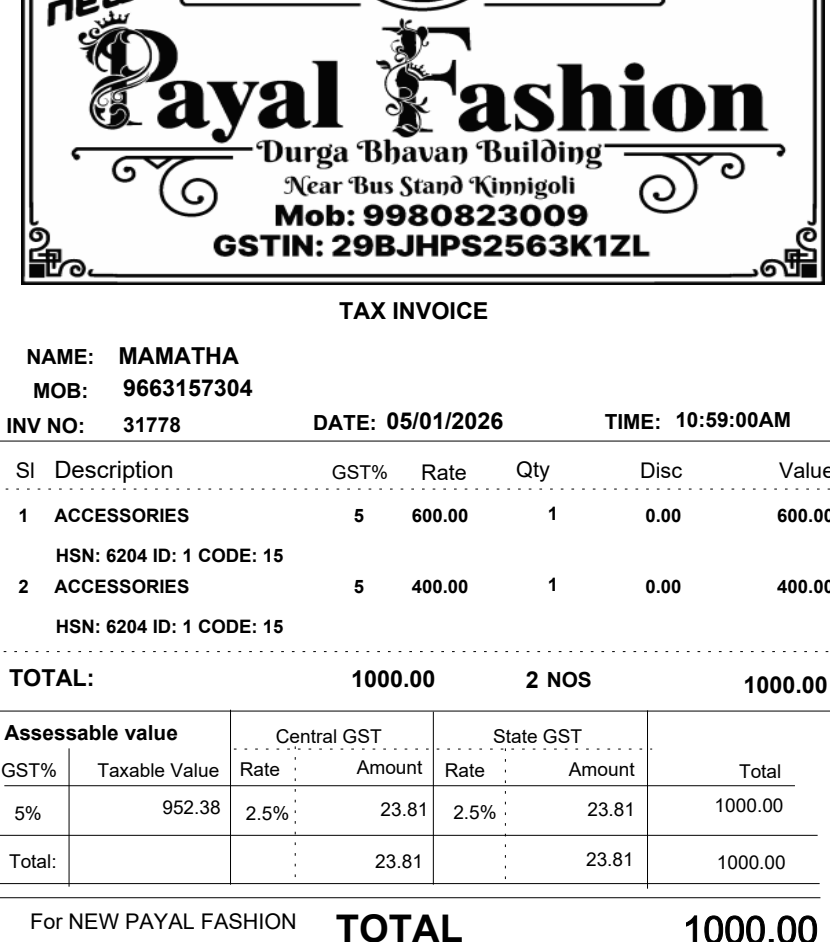 new
Payal Fashion
Durga Bhavan Building
Near Bus Stand Kinnigoli
Mob: 9980823009
GSTIN: 29BJHPS2563K1ZL
TAX INVOICE
NAME: MAMATHA
MOB: 9663157304
INV NO: 31778 DATE: 05/01/2026 TIME: 10:59:00AM
Sl Description GST% Rate Qty Disc Value
1 ACCESSORIES 5 600.00 1 0.00 600.00
HSN: 6204 ID: 1 CODE: 15
2 ACCESSORIES 5 400.00 1 0.00 400.00
HSN: 6204 ID: 1 CODE: 15
TOTAL: 1000.00 2 NOS 1000.00
Assessable value Central GST State GST
GST% Taxable Value Rate Amount Rate Amount Total
5% 952.38 2.5% 23.81 2.5% 23.81 1000.00
Total: 23.81 23.81 1000.00
For NEW PAYAL FASHION TOTAL 1000.00